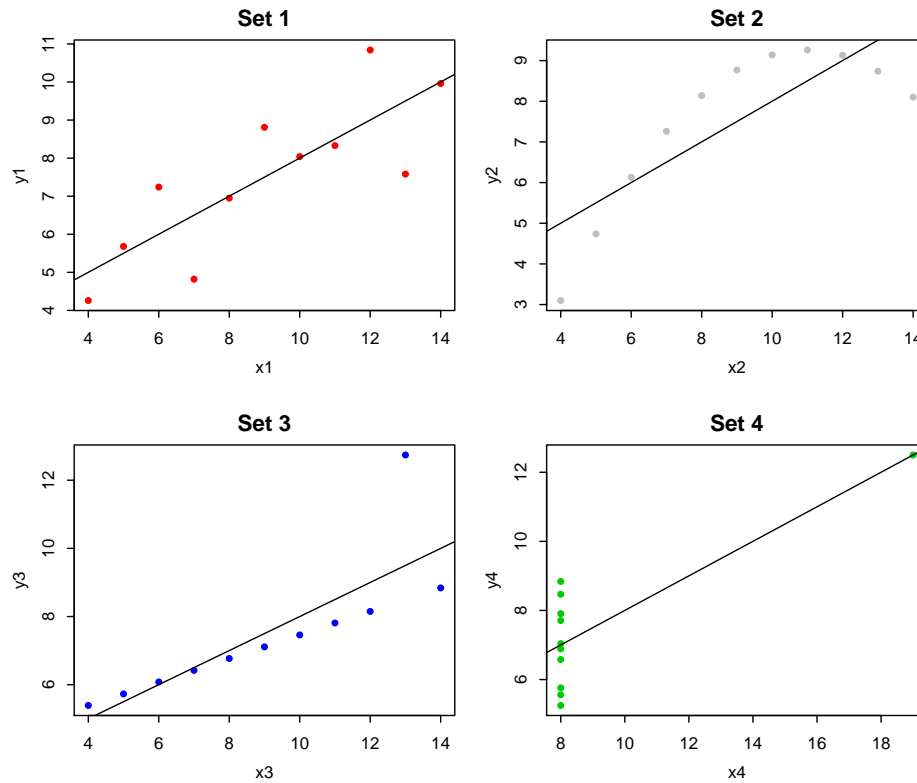 Set 1
y1
4 5 6 7 8 9 10 11
4 6 8 10 12 14
x1
Set 2
y2
3 4 5 6 7 8 9
4 6 8 10 12 14
x2
Set 3
y3
6 8 10 12
4 6 8 10 12 14
x3
Set 4
y4
6 8 10 12
8 10 12 14 16 18
x4